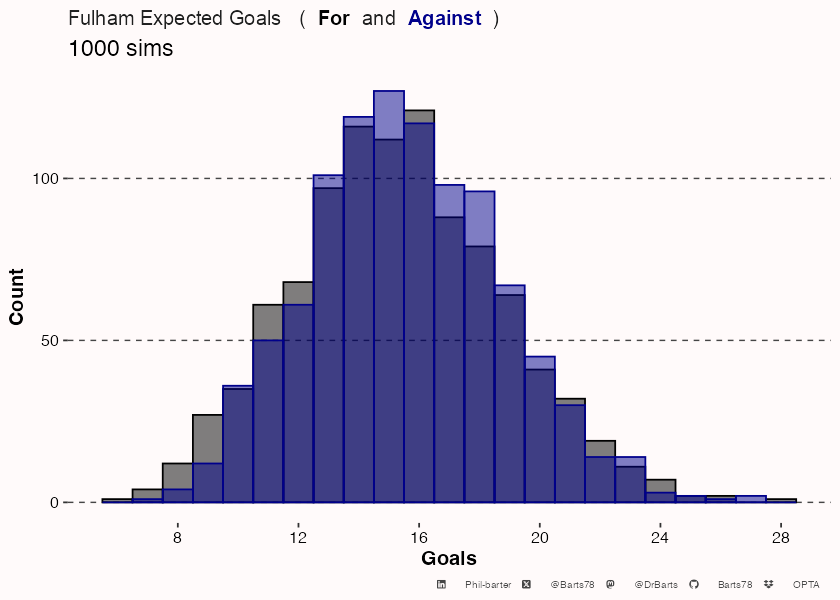 Fulham Expected Goals ( For and Against )
1000 sims
Count
100
50
0
8 12 16 20 24 28
Goals
Phil-barter @Barts78 @DrBarts Barts78 OPTA